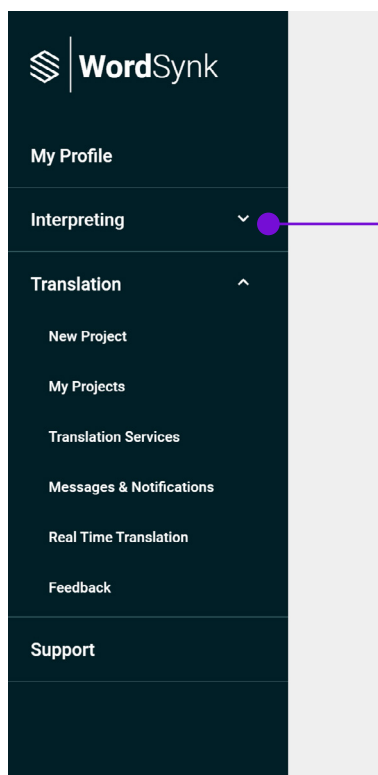 WordSynk
My Profile
Interpreting
Translation
New Project
My Projects
Translation Services
Messages & Notifications
Real Time Translation
Feedback
Support